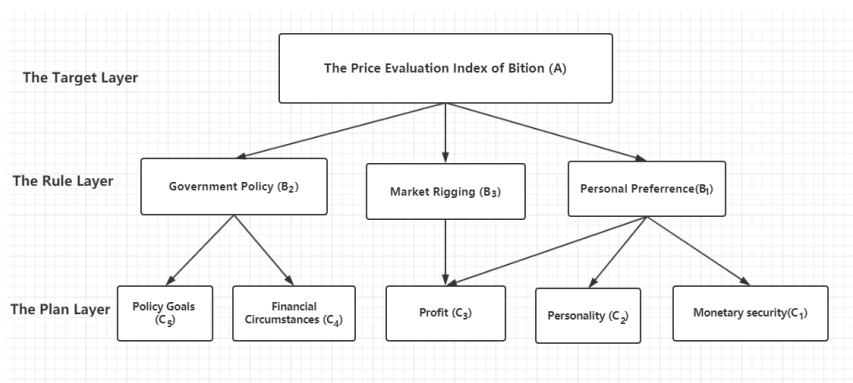 The Price Evaluation Index of Bition (A)
The Target Layer
The Rule Layer
Government Policy (B₂)
Market Rigging (B₃)
Personal Preferrence(B₁)
The Plan Layer
Policy Goals
(C₅)
Financial
Circumstances (C₄)
Profit (C₃)
Personality (C₂)
Monetary security(C₁)